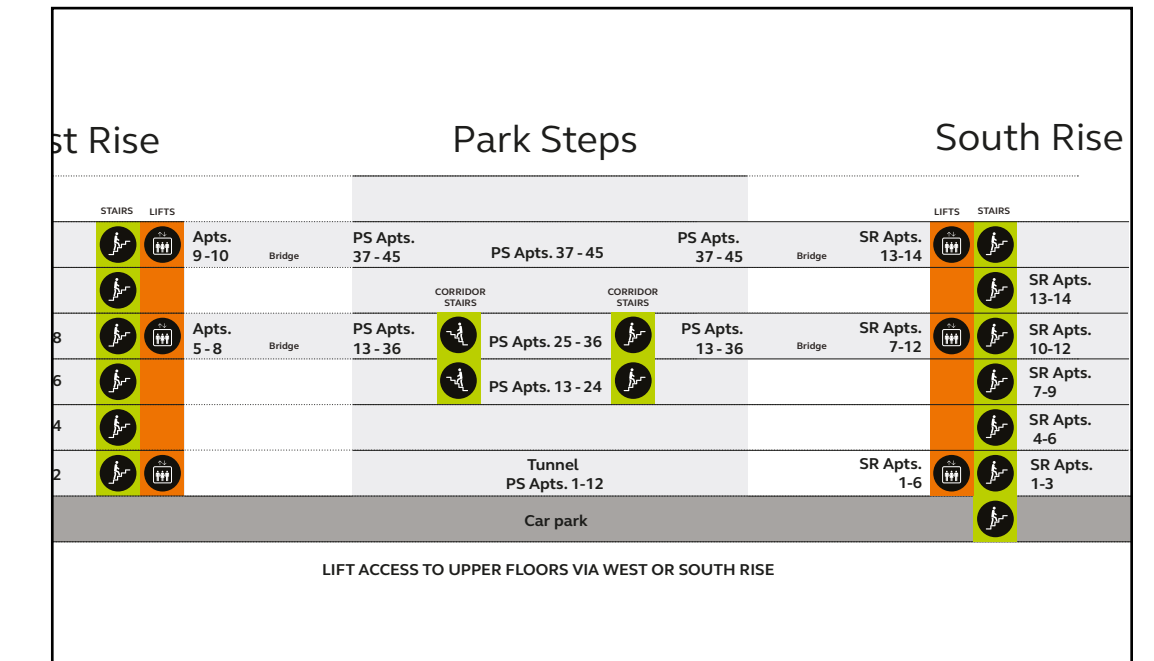 st Rise
Park Steps
South Rise
STAIRS LIFTS
LIFTS STAIRS
Apts.
9-10
Bridge
PS Apts.
37 - 45
PS Apts. 37 - 45
PS Apts.
37 - 45
Bridge
SR Apts.
13-14
CORRIDOR
STAIRS
CORRIDOR
STAIRS
SR Apts.
13-14
8
Apts.
5 - 8
Bridge
PS Apts.
13 - 36
PS Apts. 25 - 36
PS Apts.
13 - 36
Bridge
SR Apts.
7-12
SR Apts.
10-12
6
PS Apts. 13 - 24
SR Apts.
7-9
4
SR Apts.
4-6
2
Tunnel
PS Apts. 1-12
SR Apts.
1-6
SR Apts.
1-3
Car park
LIFT ACCESS TO UPPER FLOORS VIA WEST OR SOUTH RISE